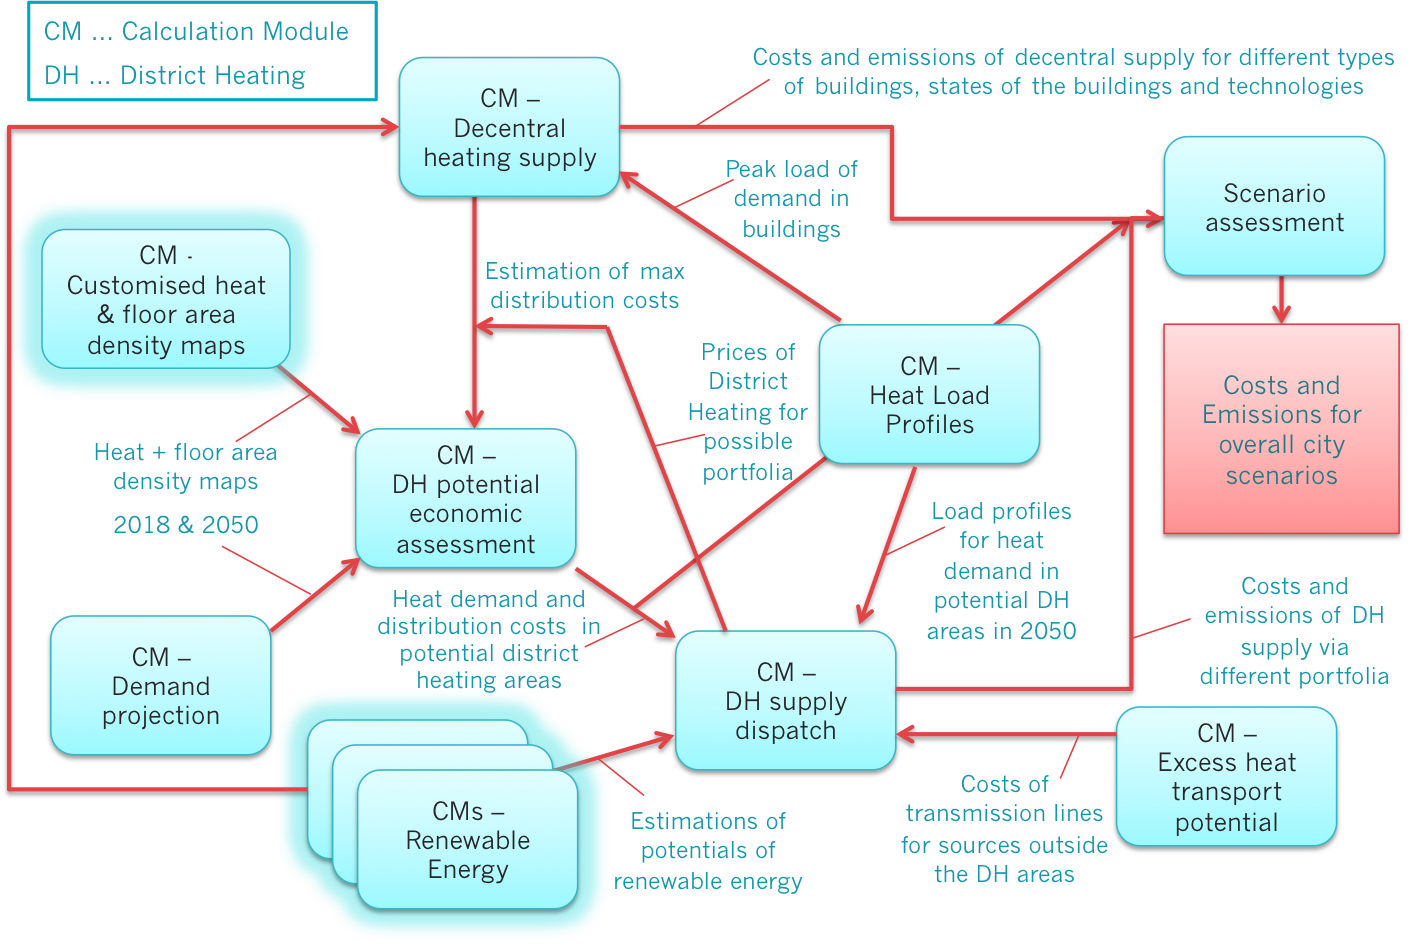 CM ... Calculation Module
DH ... District Heating
CM –
Decentral
heating supply
Costs and emissions of decentral supply for different types
of buildings, states of the buildings and technologies
Peak load of
demand in
buildings
Scenario
assessment
CM -
Customised heat
& floor area
density maps
Estimation of max
distribution costs
Prices of
District
Heating for
possible
portfolia
CM –
Heat Load
Profiles
Costs and
Emissions for
overall city
scenarios
Heat + floor area
density maps
2018 & 2050
CM –
DH potential
economic
assessment
Load profiles
for heat
demand in
potential DH
areas in 2050
Heat demand and
distribution costs in
potential district
heating areas
Costs and
emissions of DH
supply via
different portfolia
CM –
Demand
projection
CM –
DH supply
dispatch
CM –
Excess heat
transport
potential
CMs –
Renewable
Energy
Estimations of
potentials of
renewable energy
Costs of
transmission lines
for sources outside
the DH areas